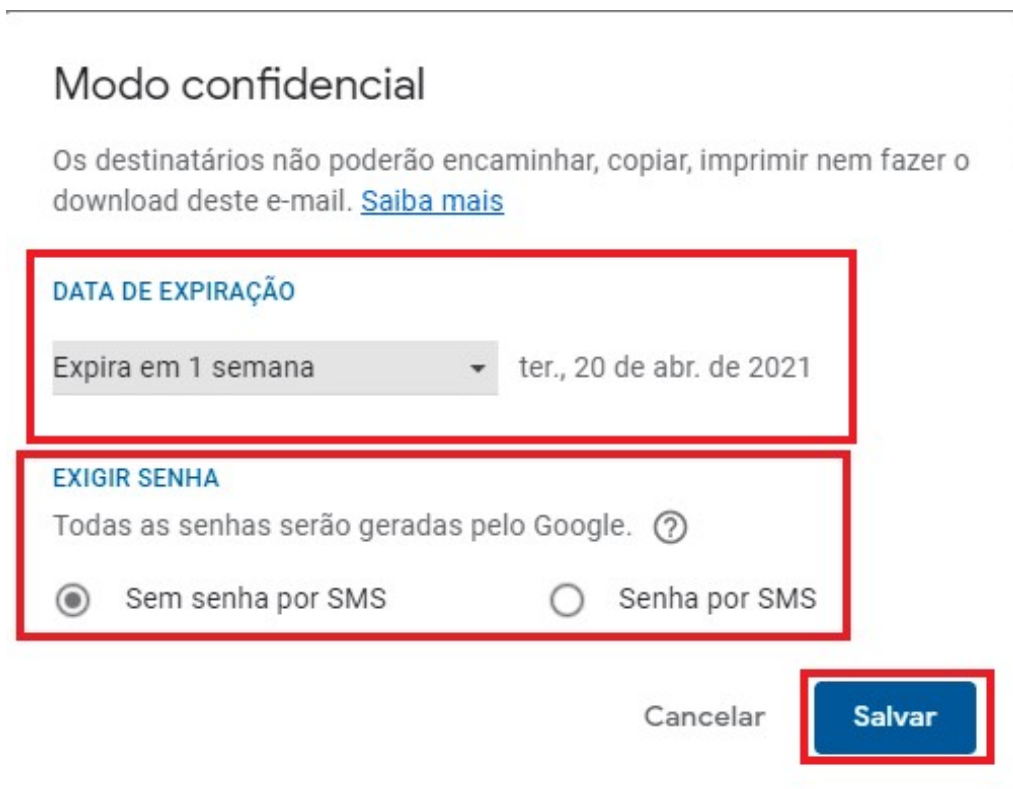 Modo confidencial
Os destinatários não poderão encaminhar, copiar, imprimir nem fazer o
download deste e-mail. Saiba mais
DATA DE EXPIRAÇÃO
Expira em 1 semana ter., 20 de abr. de 2021
EXIGIR SENHA
Todas as senhas serão geradas pelo Google. ?
Sem senha por SMS Senha por SMS
Cancelar Salvar